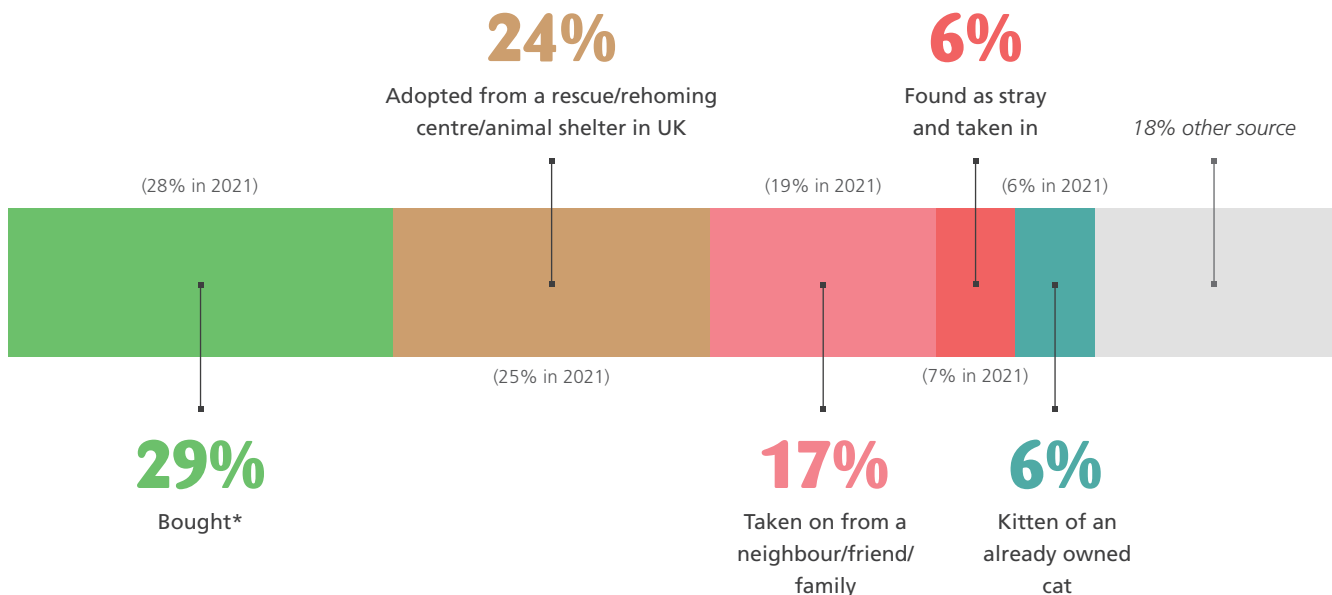 24%
Adopted from a rescue/rehoming
centre/animal shelter in UK
6%
Found as stray
and taken in
18% other source
(28% in 2021)
(19% in 2021)
(6% in 2021)
(25% in 2021)
(7% in 2021)
29%
Bought*
17%
Taken on from a
neighbour/friend/
family
6%
Kitten of an
already owned
cat